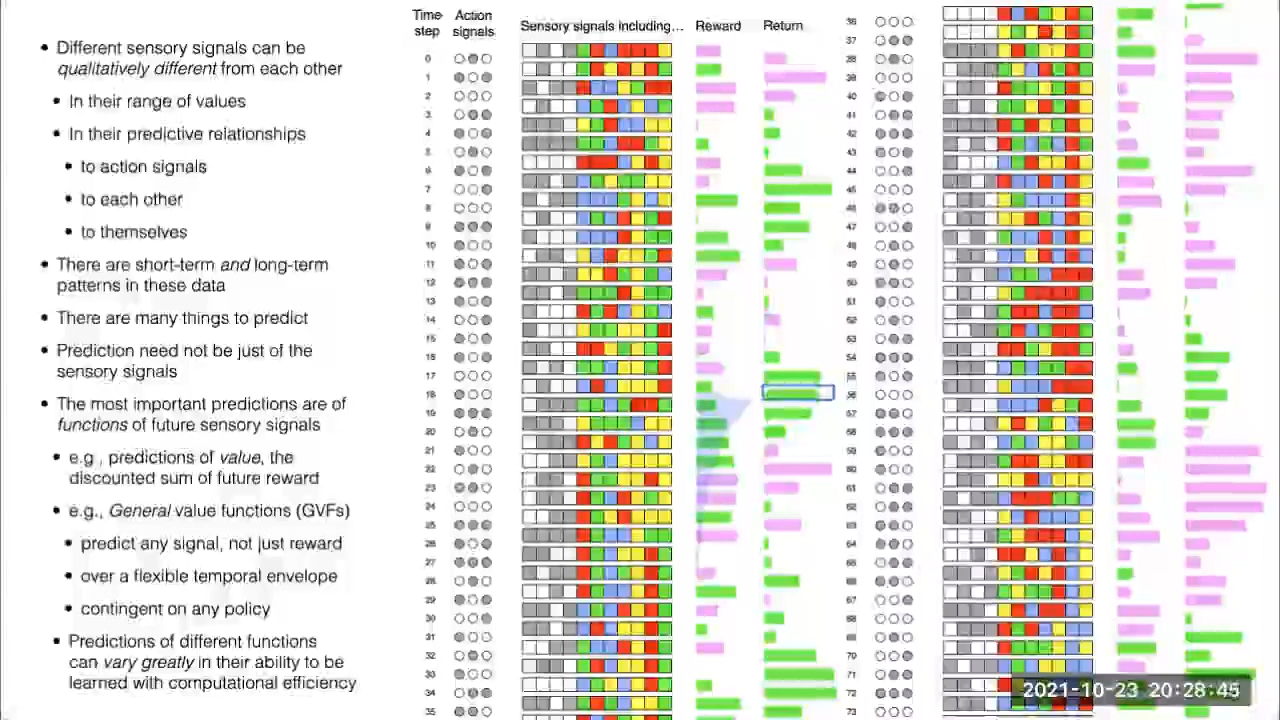 Different sensory signals can be
qualitatively different from each other
In their range of values
In their predictive relationships
to action signals
to each other
to themselves
There are short-term and long-term
patterns in these data
There are many things to predict
Prediction need not be just of the
sensory signals
The most important predictions are of
functions of future sensory signals
e.g., predictions of value, the
discounted sum of future reward
e.g., General value functions (GVFs)
predict any signal, not just reward
over a flexible temporal envelope
contingent on any policy
Predictions of different functions
can vary greatly in their ability to be
learned with computational efficiency
Time
step
Action
signals
Sensory signals including…
Reward
Return
0
1
2
3
4
5
6
7
8
9
10
11
12
13
14
15
16
17
18
19
20
21
22
23
24
25
26
27
28
29
30
31
32
33
34
35
36
37
38
39
40
41
42
43
44
45
46
47
48
49
50
51
52
53
54
55
56
57
58
59
60
61
62
63
64
65
66
67
68
69
70
71
72
73
2021-10-23 20:28:45